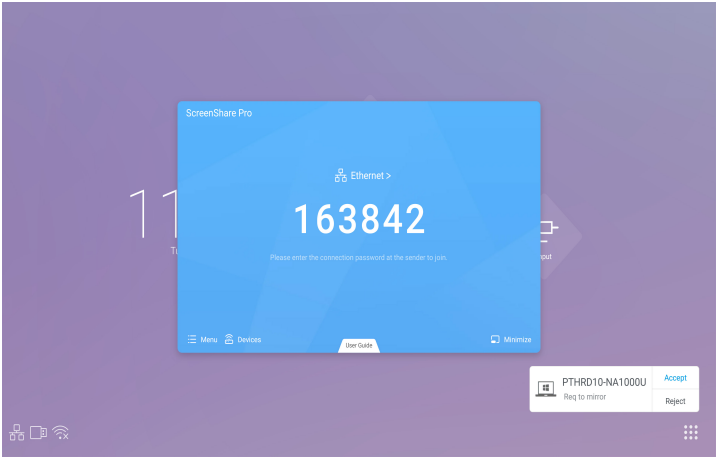 ScreenShare Pro
Ethernet >
11
163842
Please enter the connection password at the sender to join.
Menu
Devices
User Guide
Minimize
PTHRD10-NA1000U
Req to mirror
Accept
Reject